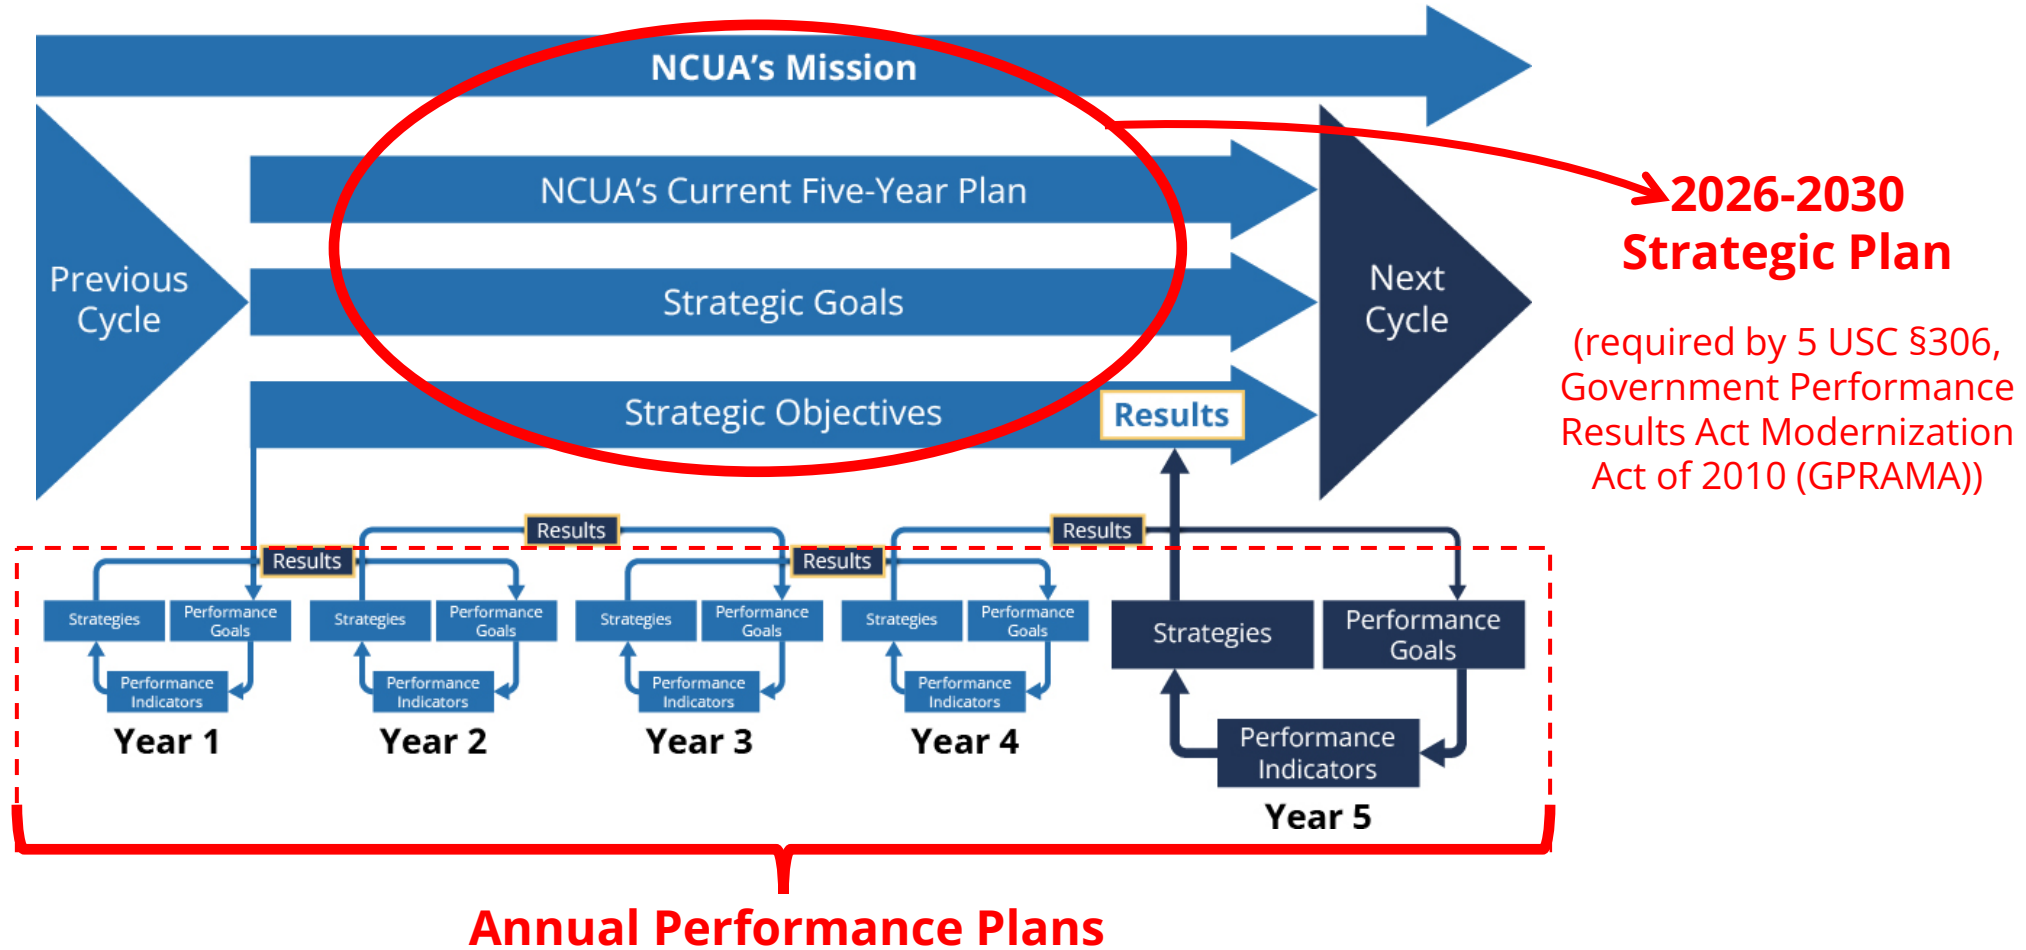 NCUA’s Mission
NCUA’s Current Five-Year Plan
2026-2030
Strategic Plan
Previous
Cycle
Strategic Goals
Next
Cycle
(required by 5 USC §306,
Government Performance
Results Act Modernization
Act of 2010 (GPRAMA))
Strategic Objectives
Results
Results
Results
Results
Results
Strategies
Performance
Goals
Performance
Indicators
Year 1
Strategies
Performance
Goals
Performance
Indicators
Year 2
Strategies
Performance
Goals
Performance
Indicators
Year 3
Strategies
Performance
Goals
Performance
Indicators
Year 4
Strategies
Performance
Goals
Performance
Indicators
Year 5
Annual Performance Plans